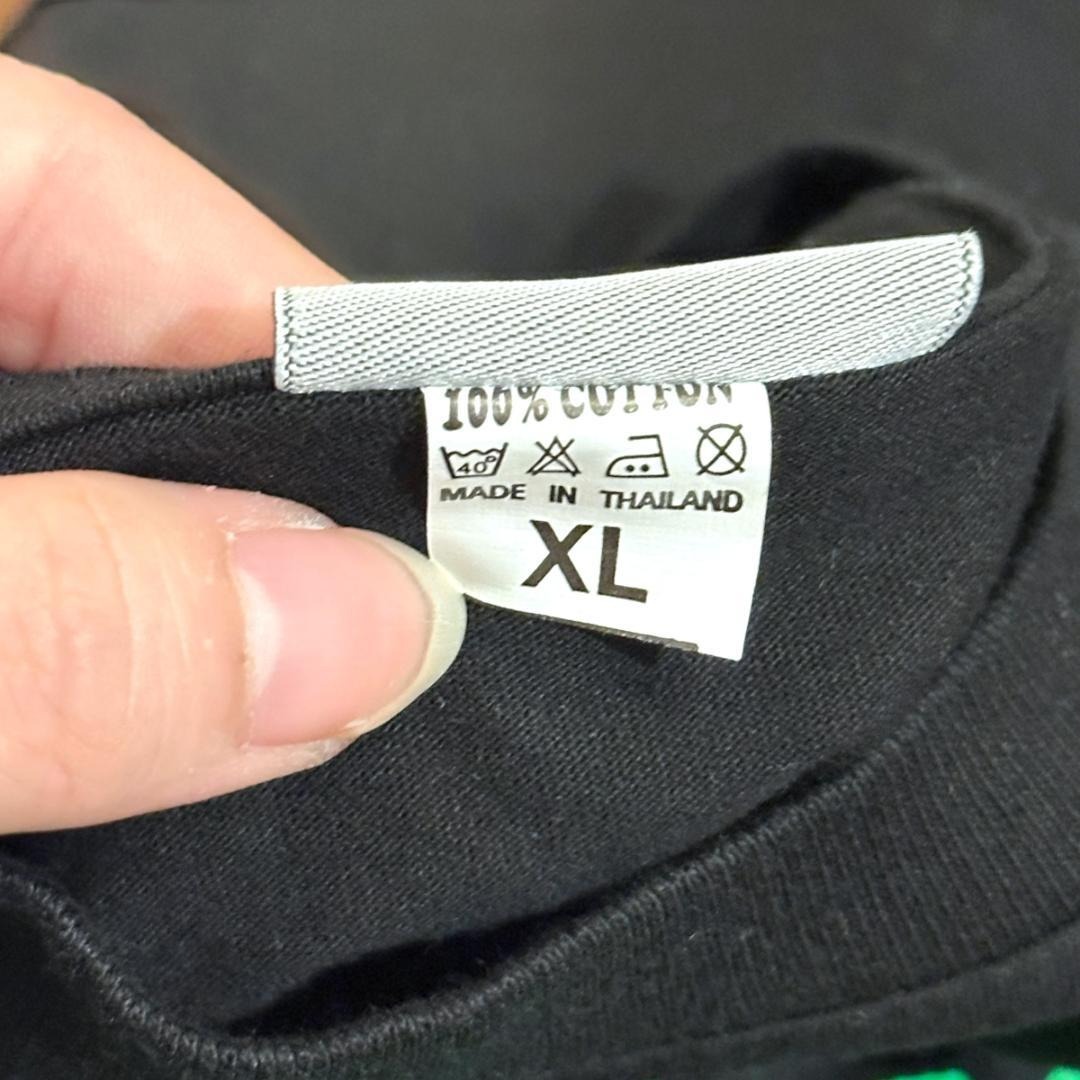 100% COTTON
40°
MADE IN THAILAND
XL